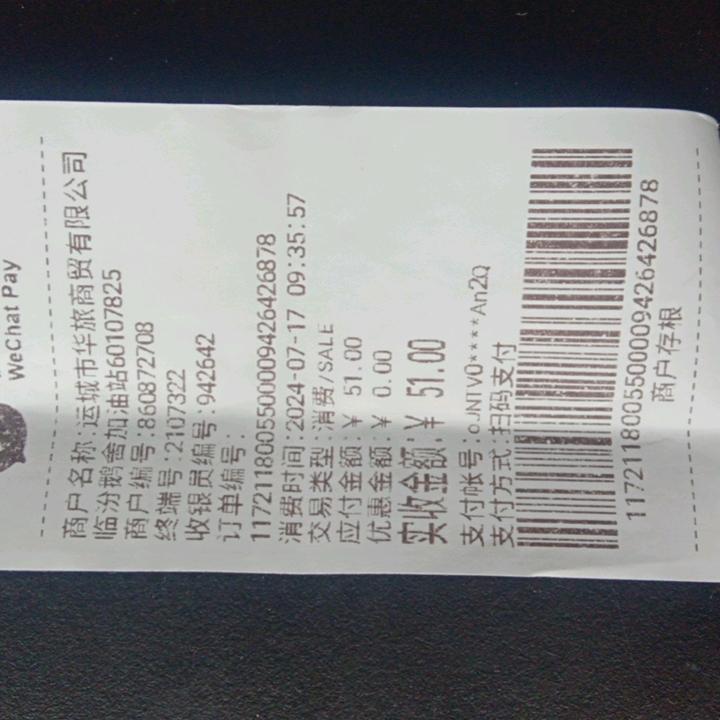 WeChat Pay
商户名称:运城市华旅商贸有限公司
临汾鹅舍加油站60107825
商户编号:860872708
终端号:2107322
收银员编号:942642
订单编号:
11721180055000094264268​78
消费时间:2024-07-17 09:35:57
交易类型:消费/SALE
应付金额:¥ 51.00
优惠金额:¥ 0.00
实收金额:¥ 51.00
支付帐号:oJNTV0****An2Q
支付方式:扫码支付
1172118005500009426426878
商户存根